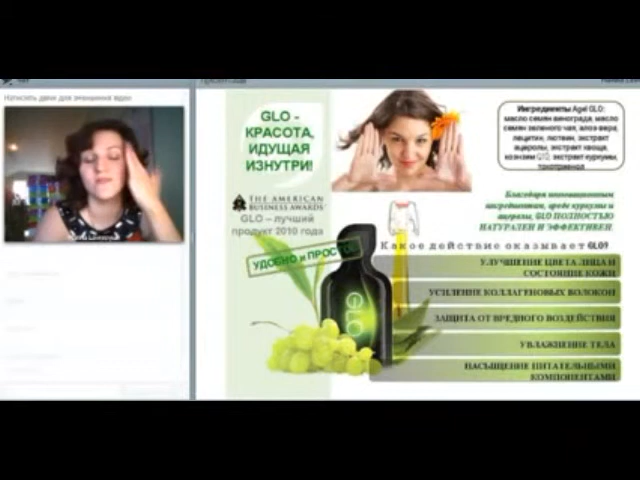 GLO -
КРАСОТА,
ИДУЩАЯ
ИЗНУТРИ!
THE AMERICAN
BUSINESS AWARDS
GLO – лучший
продукт 2010 года
УДОБНО и ПРОСТО
GLO
Ингредиенты Agel GLO:
масло семян винограда, масло
семян зеленого чая, алоэ вера,
лецитин, лютеин, экстракт
ацеролы, экстракт хвоща,
коэнзим Q10, экстракт куркумы,
токотриенол
Благодаря инновационным
ингредиентам, вроде куркумы и
ацеролы, GLO ПОЛНОСТЬЮ
НАТУРАЛЕН И ЭФФЕКТИВЕН.
Какое действие оказывает GLO?
УЛУЧШЕНИЕ ЦВЕТА ЛИЦА И
СОСТОЯНИЕ КОЖИ
УСИЛЕНИЕ КОЛЛАГЕНОВЫХ ВОЛОКОН
ЗАЩИТА ОТ ВРЕДНОГО ВОЗДЕЙСТВИЯ
УВЛАЖНЕНИЕ ТЕЛА
НАСЫЩЕНИЕ ПИТАТЕЛЬНЫМИ
КОМПОНЕНТАМИ